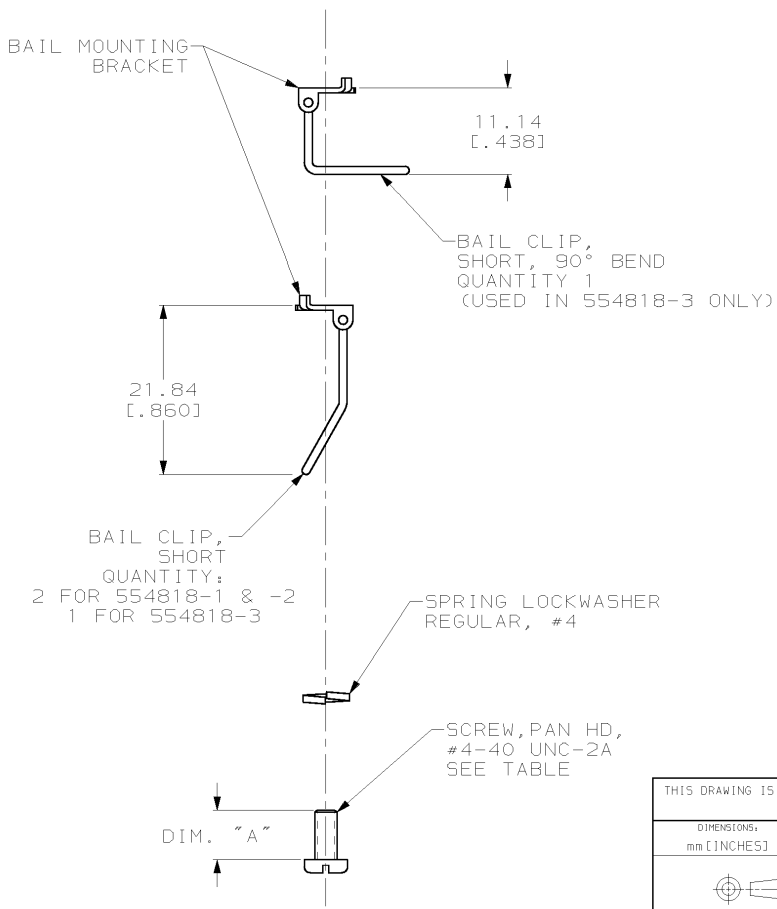 BAIL MOUNTING
BRACKET
11.14
[.438]
BAIL CLIP,
SHORT, 90° BEND
QUANTITY 1
(USED IN 554818-3 ONLY)
21.84
[.860]
BAIL CLIP,
SHORT
QUANTITY:
2 FOR 554818-1 & -2
1 FOR 554818-3
SPRING LOCKWASHER
REGULAR, #4
SCREW,PAN HD,
#4-40 UNC-2A
SEE TABLE
DIM. "A"
THIS DRAWING IS
DIMENSIONS:
mm[INCHES]